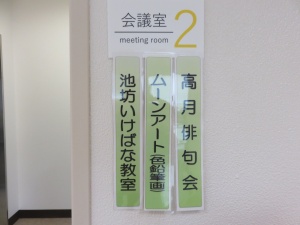 会議室
meeting room
2
高月俳句会
ムーンアート(色鉛筆画)
池坊いけばな教室